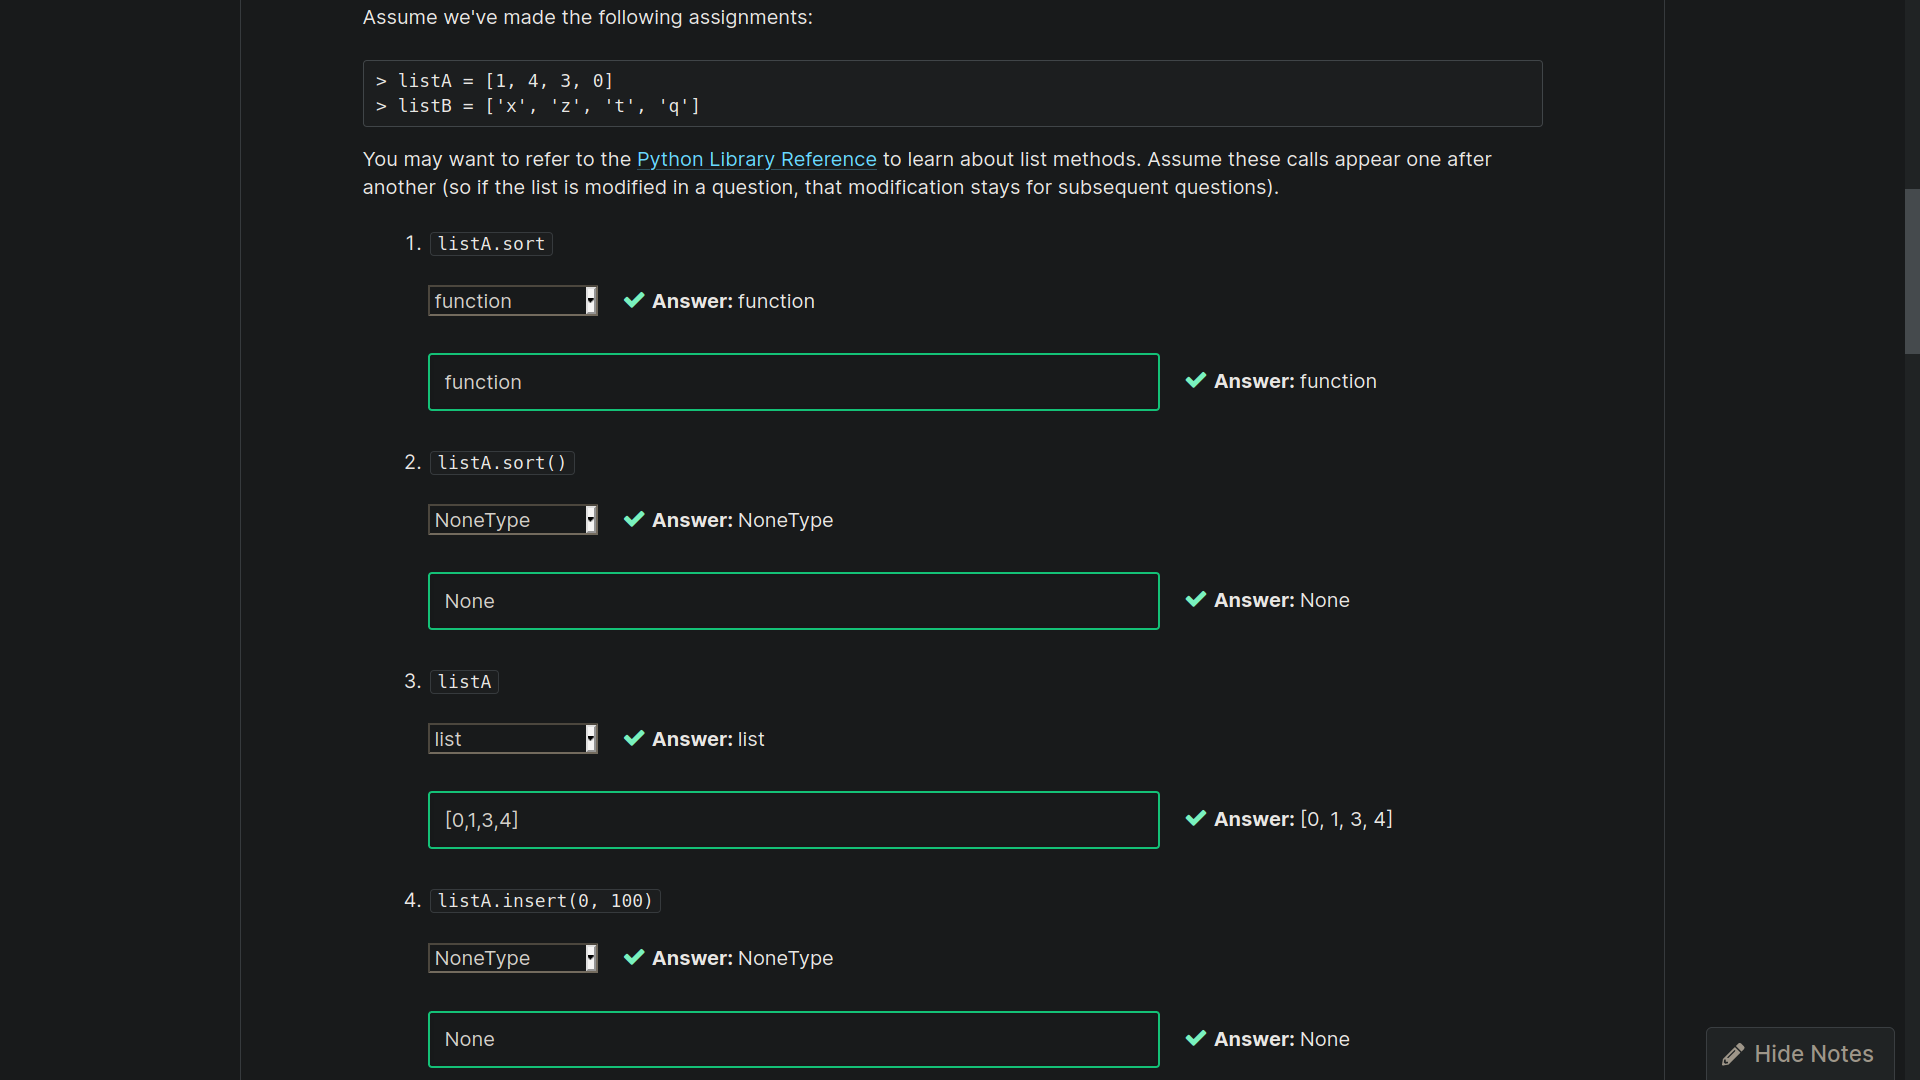 Assume we've made the following assignments:
> listA = [1, 4, 3, 0]
> listB = ['x', 'z', 't', 'q']
You may want to refer to the Python Library Reference to learn about list methods. Assume these calls appear one after
another (so if the list is modified in a question, that modification stays for subsequent questions).
1. listA.sort
function Answer: function
function Answer: function
2. listA.sort()
NoneType Answer: NoneType
None Answer: None
3. listA
list Answer: list
[0,1,3,4] Answer: [0, 1, 3, 4]
4. listA.insert(0, 100)
NoneType Answer: NoneType
None Answer: None
Hide Notes